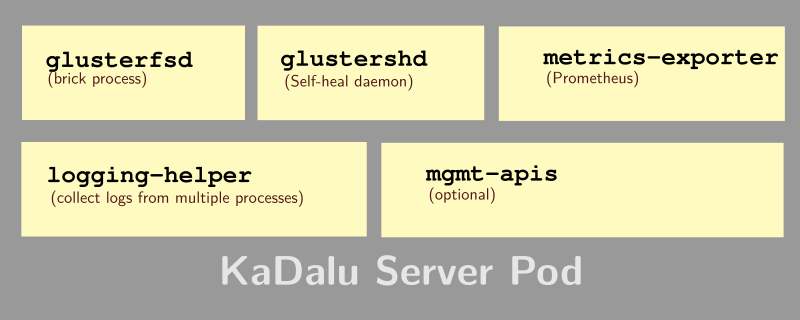 glusterfsd
(brick process)
glustershd
(Self-heal daemon)
metrics-exporter
(Prometheus)
logging-helper
(collect logs from multiple processes)
mgmt-apis
(optional)
KaDalu Server Pod